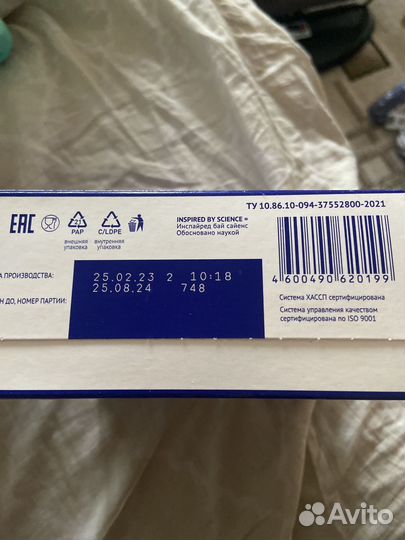 ТУ 10.86.10-094-37552800-2021
EAC
21
PAP
внешняя
упаковка
C/LDPE
внутренняя
упаковка
INSPIRED BY SCIENCE =
Инспайред бай сайенс
Обосновано наукой
А ПРОИЗВОДСТВА:
25.02.23 2 10:18
Н ДО, НОМЕР ПАРТИИ:
25.08.24 748
4 600490 620199
Система ХАССП сертифицирована
Система управления качеством
сертифицирована по ISO 9001
Avito